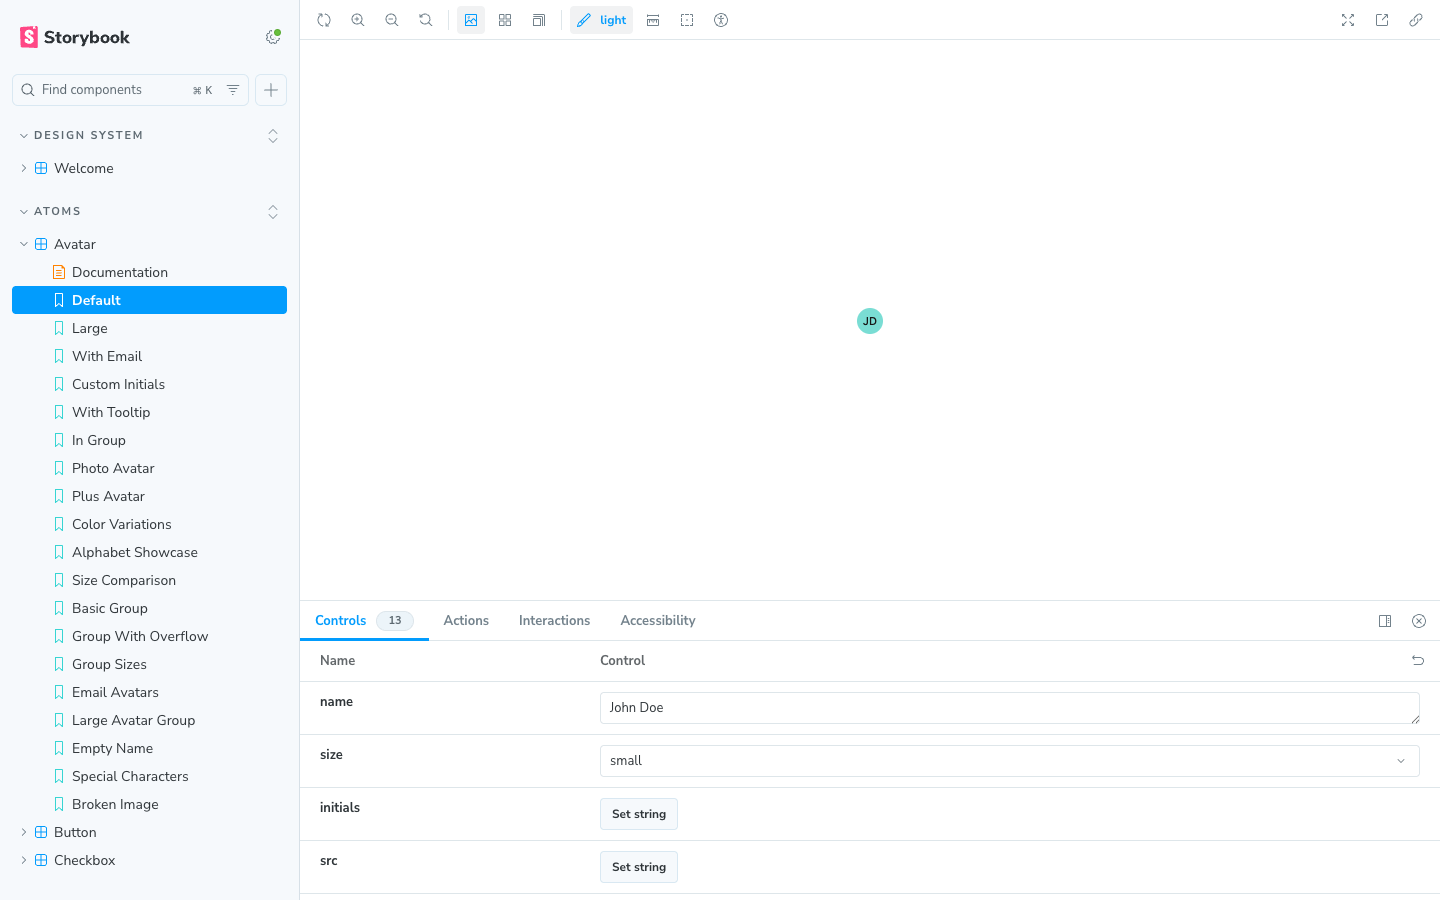 Storybook
Find components
⌘ K
DESIGN SYSTEM
Welcome
ATOMS
Avatar
Documentation
Default
Large
With Email
Custom Initials
With Tooltip
In Group
Photo Avatar
Plus Avatar
Color Variations
Alphabet Showcase
Size Comparison
Basic Group
Group With Overflow
Group Sizes
Email Avatars
Large Avatar Group
Empty Name
Special Characters
Broken Image
Button
Checkbox
light
JD
Controls 13 Actions Interactions Accessibility
Name Control
name John Doe
size small
initials Set string
src Set string